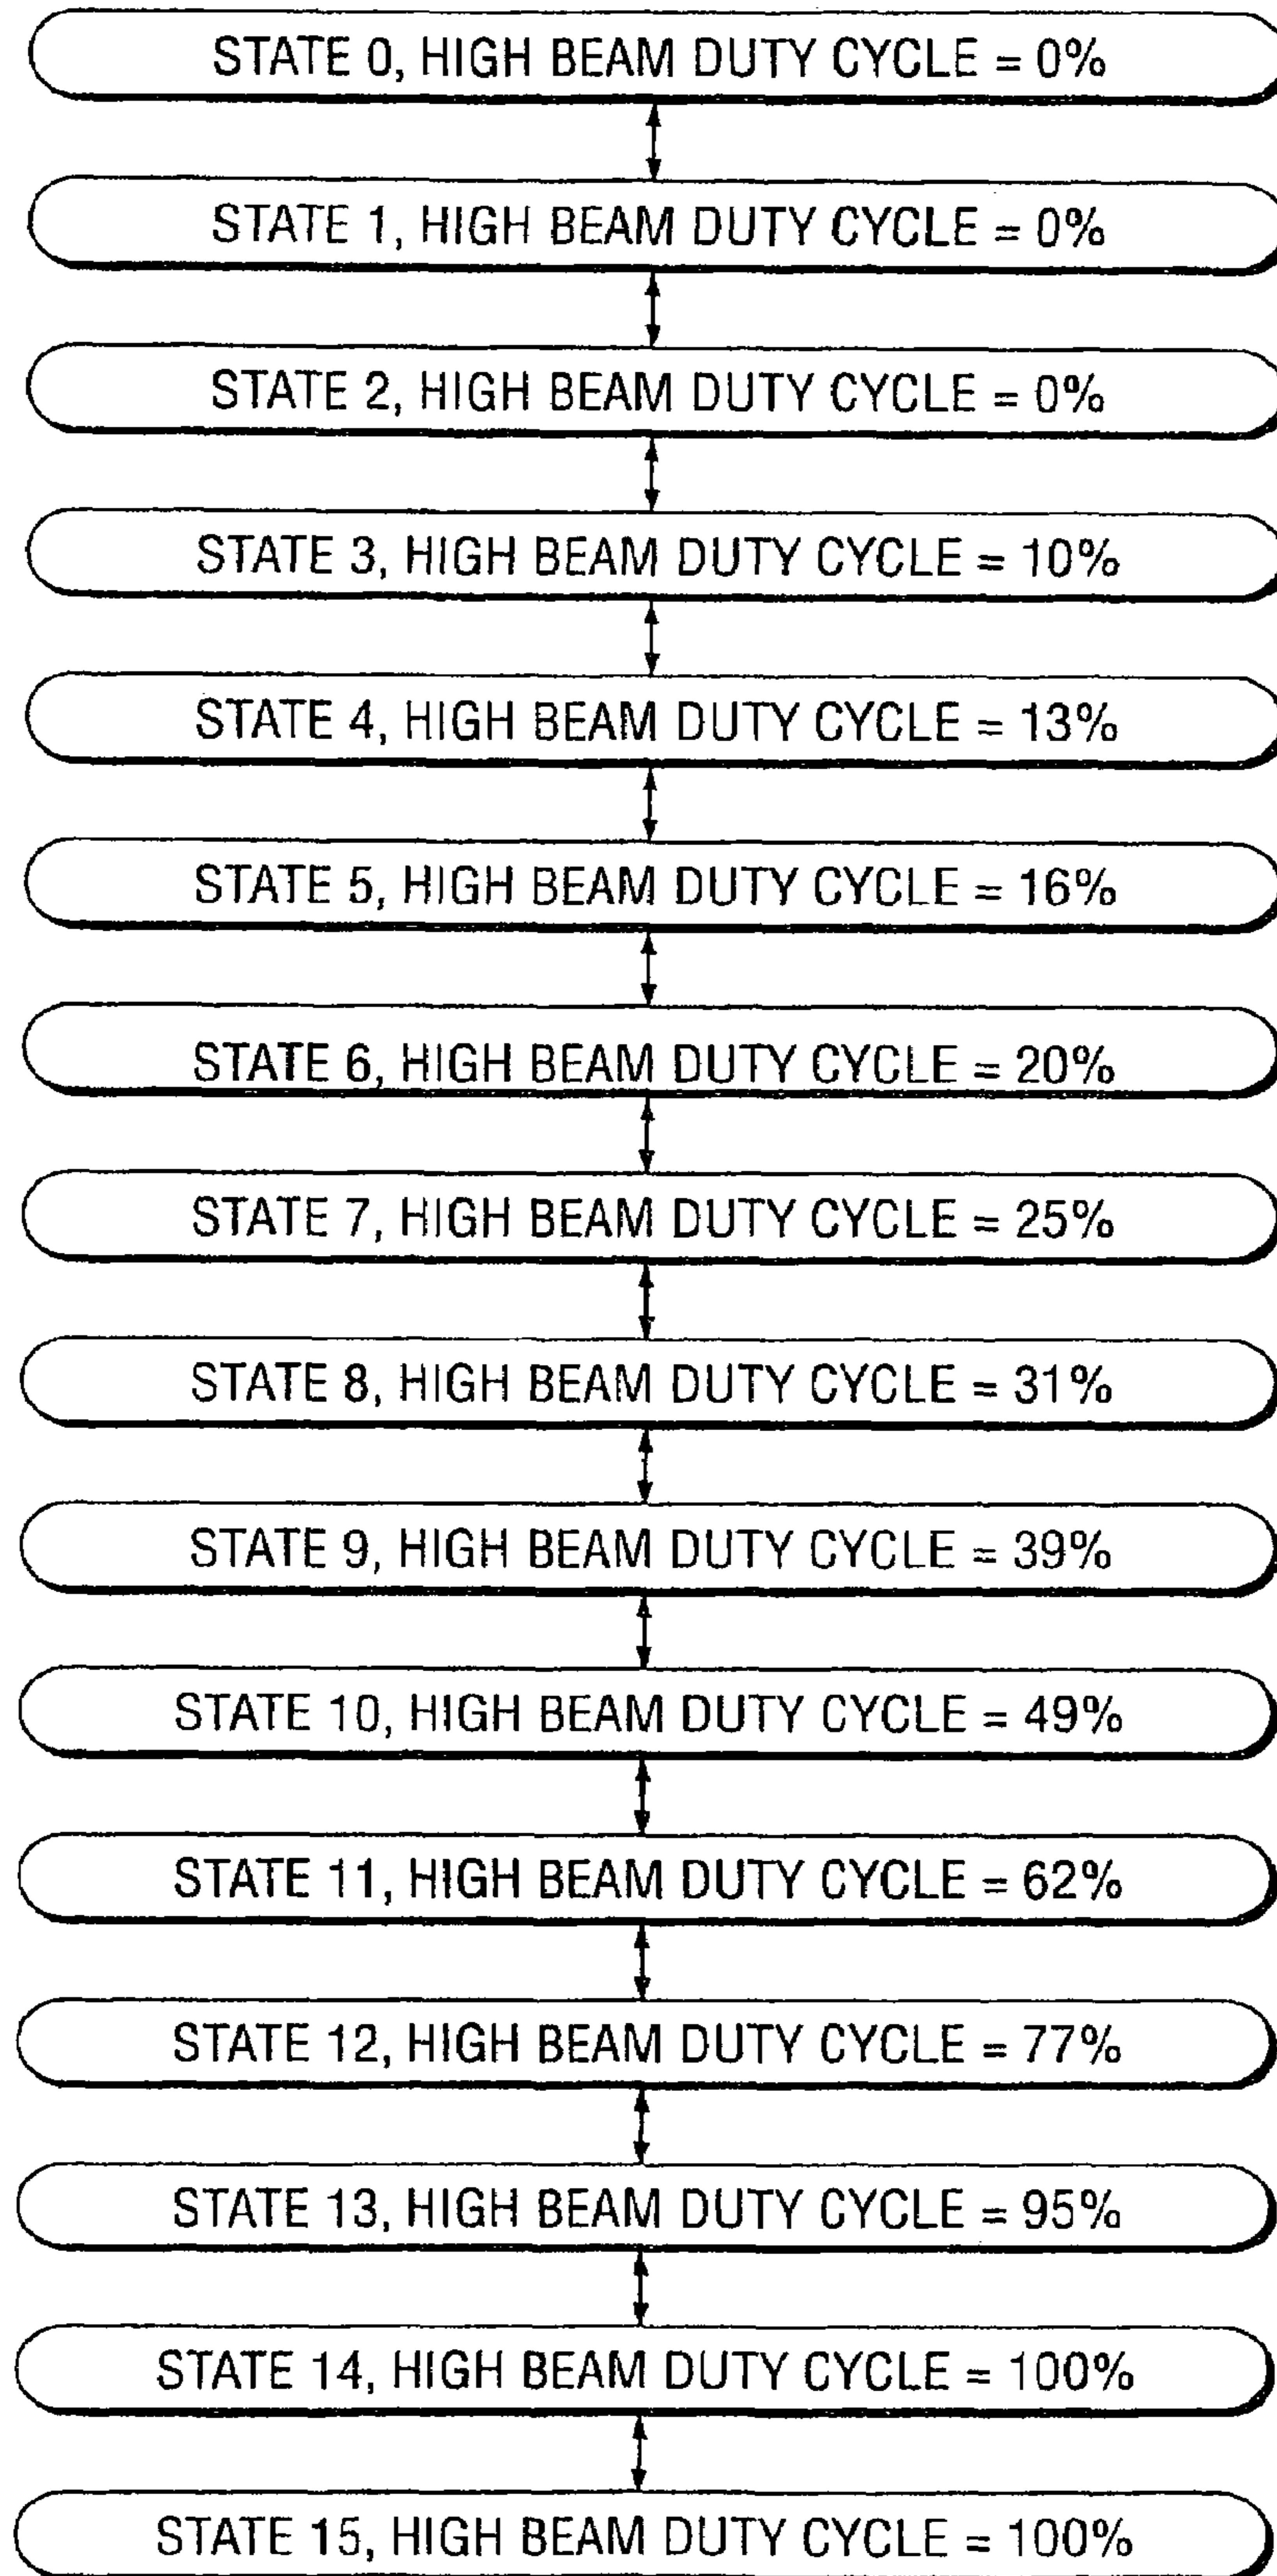 STATE 0, HIGH BEAM DUTY CYCLE = 0%
STATE 1, HIGH BEAM DUTY CYCLE = 0%
STATE 2, HIGH BEAM DUTY CYCLE = 0%
STATE 3, HIGH BEAM DUTY CYCLE = 10%
STATE 4, HIGH BEAM DUTY CYCLE = 13%
STATE 5, HIGH BEAM DUTY CYCLE = 16%
STATE 6, HIGH BEAM DUTY CYCLE = 20%
STATE 7, HIGH BEAM DUTY CYCLE = 25%
STATE 8, HIGH BEAM DUTY CYCLE = 31%
STATE 9, HIGH BEAM DUTY CYCLE = 39%
STATE 10, HIGH BEAM DUTY CYCLE = 49%
STATE 11, HIGH BEAM DUTY CYCLE = 62%
STATE 12, HIGH BEAM DUTY CYCLE = 77%
STATE 13, HIGH BEAM DUTY CYCLE = 95%
STATE 14, HIGH BEAM DUTY CYCLE = 100%
STATE 15, HIGH BEAM DUTY CYCLE = 100%